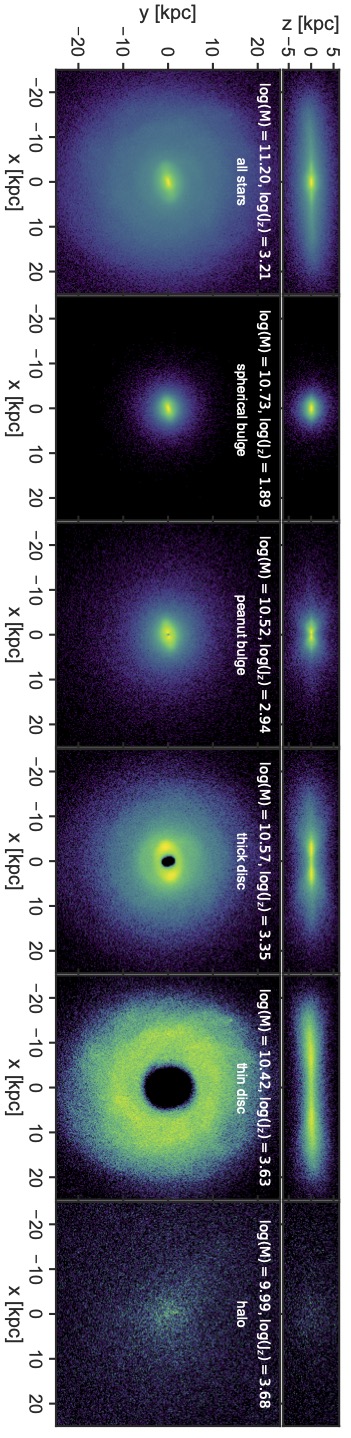 z [kpc]
−5
0
5
y [kpc]
−20
−10
0
10
20
log(M) = 11.20, log(J_z) = 3.21
all stars
−20 −10 0 10 20
x [kpc]
log(M) = 10.73, log(J_z) = 1.89
spherical bulge
−20 −10 0 10 20
x [kpc]
log(M) = 10.52, log(J_z) = 2.94
peanut bulge
−20 −10 0 10 20
x [kpc]
log(M) = 10.57, log(J_z) = 3.35
thick disc
−20 −10 0 10 20
x [kpc]
log(M) = 10.42, log(J_z) = 3.63
thin disc
−20 −10 0 10 20
x [kpc]
log(M) = 9.99, log(J_z) = 3.68
halo
−20 −10 0 10 20
x [kpc]